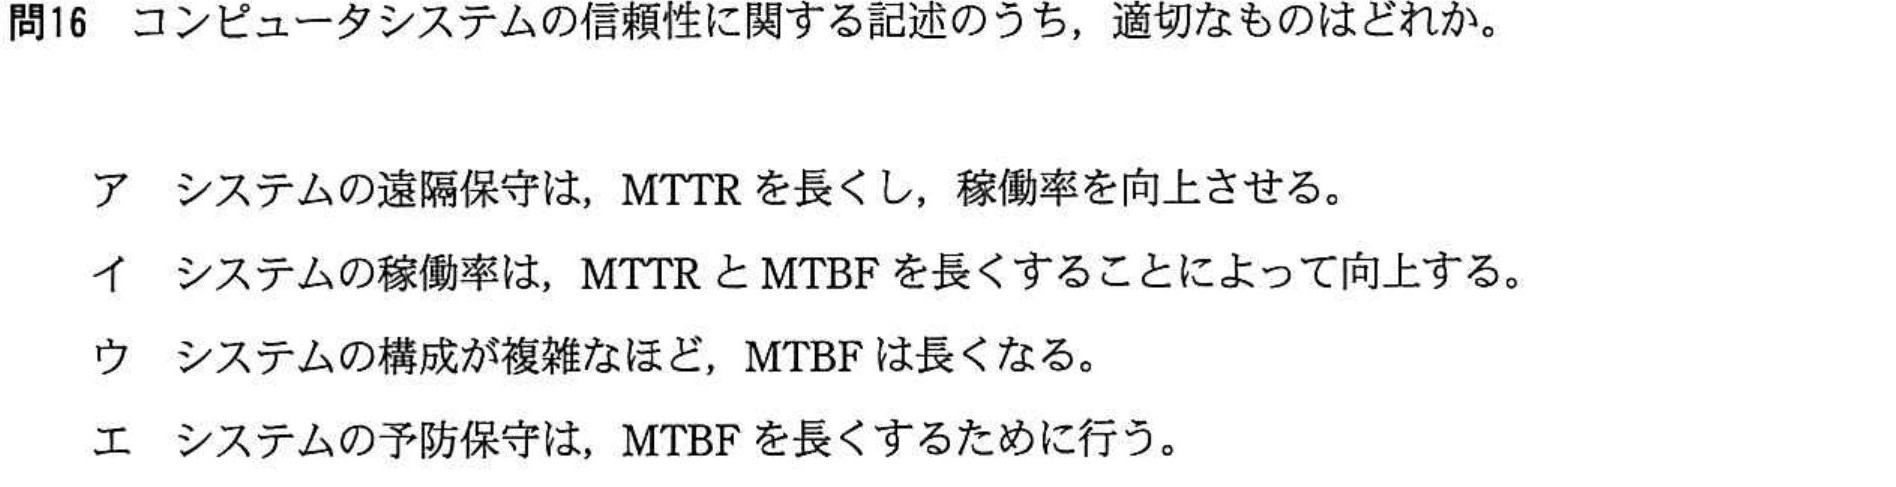 問16 コンピュータシステムの信頼性に関する記述のうち，適切なものはどれか。
ア システムの遠隔保守は，MTTR を長くし，稼働率を向上させる。
イ システムの稼働率は，MTTR と MTBF を長くすることによって向上する。
ウ システムの構成が複雑なほど，MTBF は長くなる。
エ システムの予防保守は，MTBF を長くするために行う。